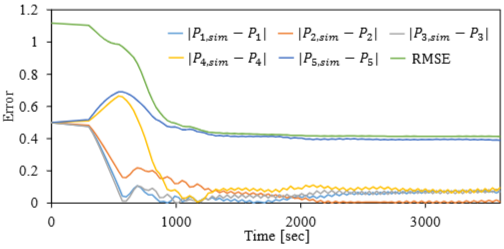 1.2
|P1,sim − P1| |P2,sim − P2| |P3,sim − P3|
1
|P4,sim − P4| |P5,sim − P5| RMSE
0.8
Error
0.6
0.4
0.2
0
0 1000 2000 3000
Time [sec]